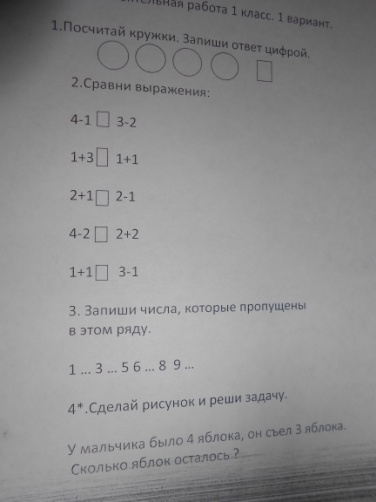 работа 1 класс. 1 вариант.
1.Посчитай кружки. Запиши ответ цифрой.
2.Сравни выражения:
4-1 3-2
1+3 1+1
2+1 2-1
4-2 2+2
1+1 3-1
3. Запиши числа, которые пропущены
в этом ряду.
1 ... 3 ... 5 6 ... 8 9 ...
4*.Сделай рисунок и реши задачу.
У мальчика было 4 яблока, он съел 3 яблока.
Сколько яблок осталось ?